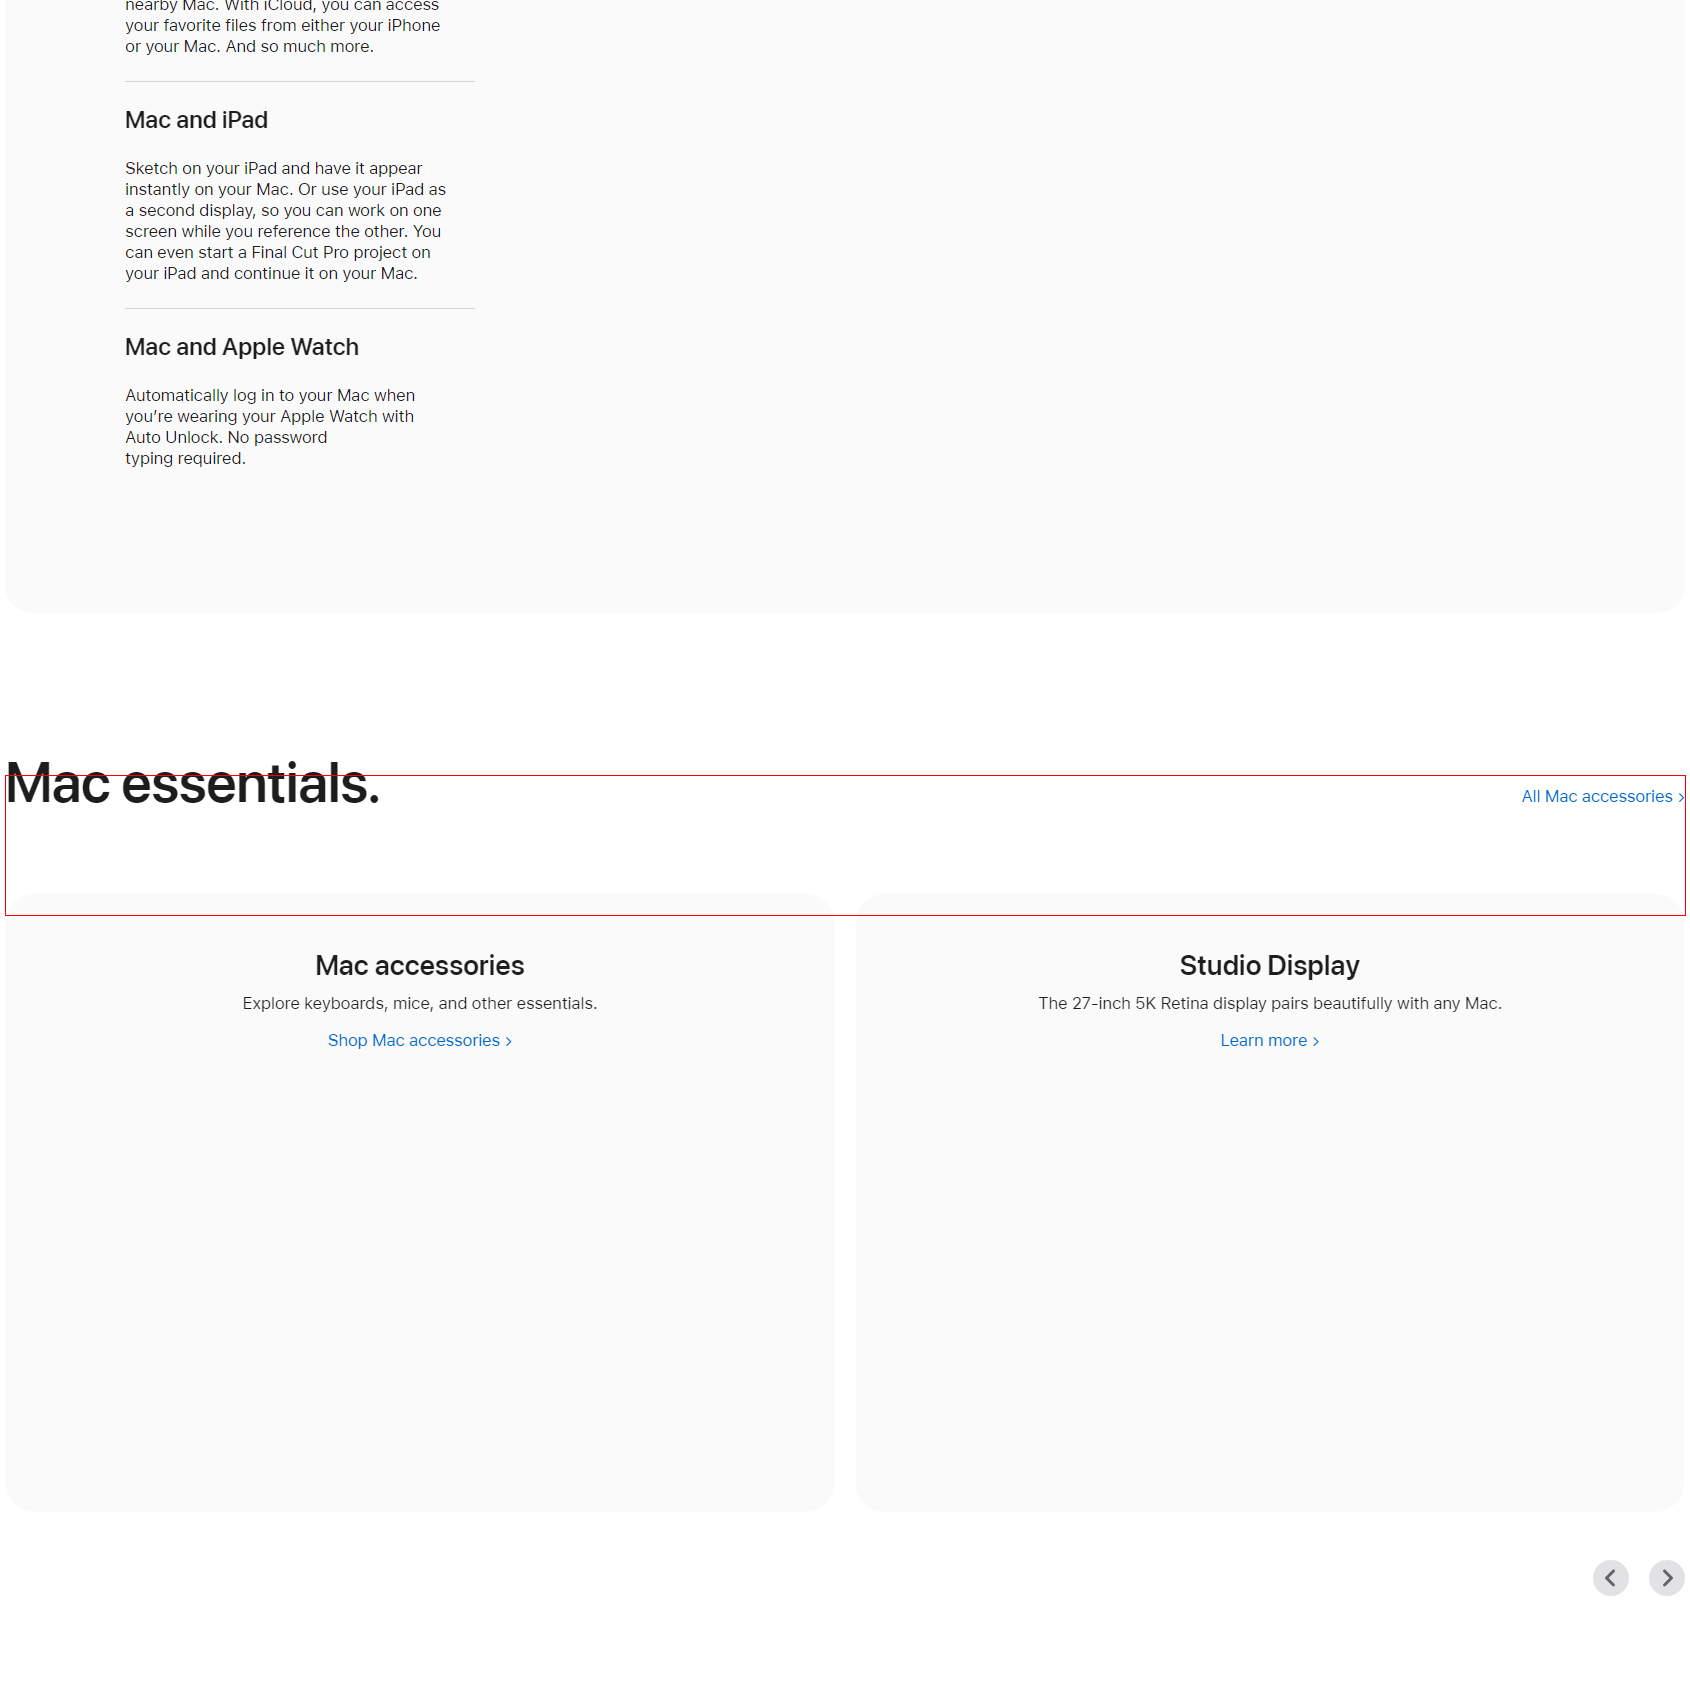 nearby Mac. With iCloud, you can access
your favorite files from either your iPhone
or your Mac. And so much more.
Mac and iPad
Sketch on your iPad and have it appear
instantly on your Mac. Or use your iPad as
a second display, so you can work on one
screen while you reference the other. You
can even start a Final Cut Pro project on
your iPad and continue it on your Mac.
Mac and Apple Watch
Automatically log in to your Mac when
you’re wearing your Apple Watch with
Auto Unlock. No password
typing required.
Mac essentials.
All Mac accessories >
Mac accessories
Explore keyboards, mice, and other essentials.
Shop Mac accessories >
Studio Display
The 27-inch 5K Retina display pairs beautifully with any Mac.
Learn more >